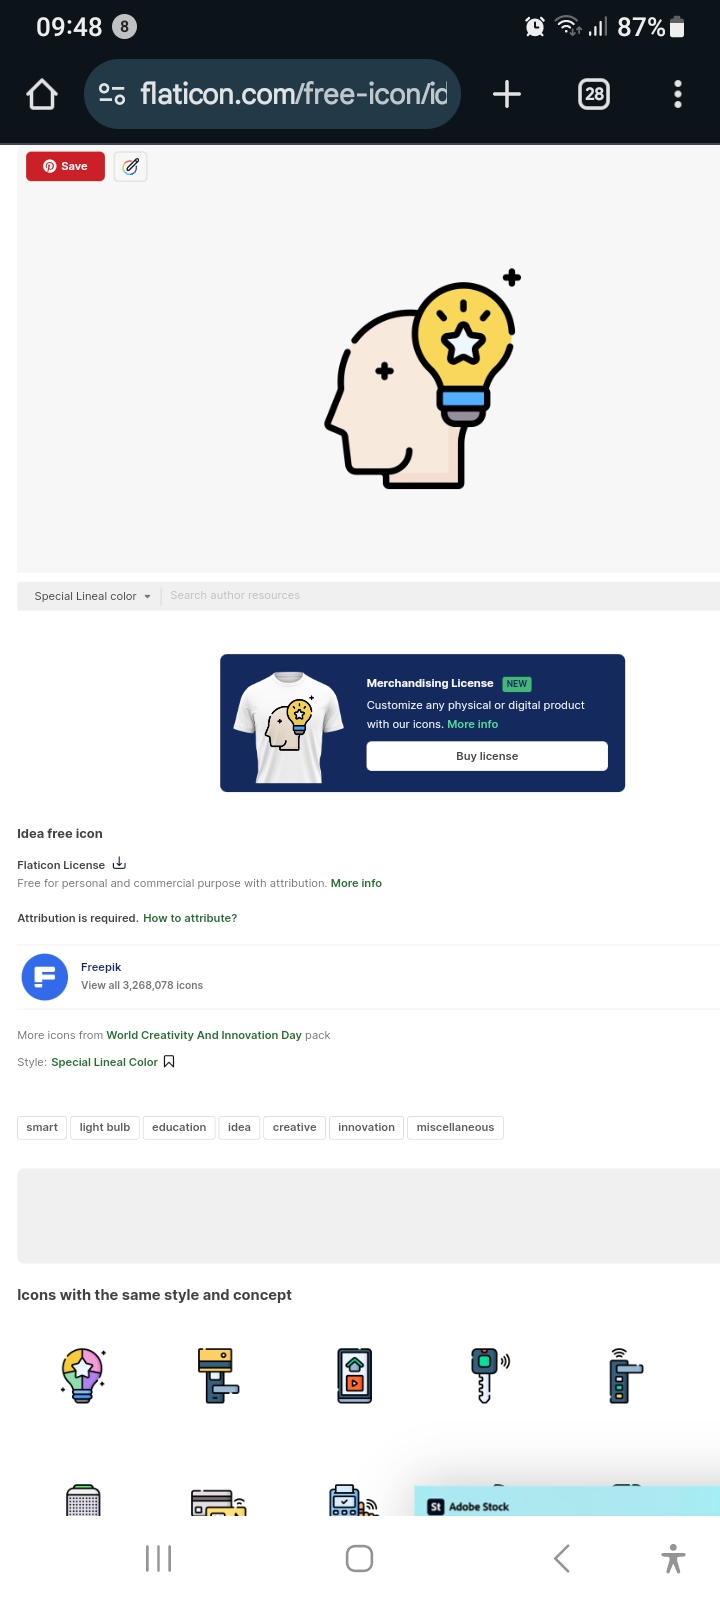 09:48 8 87%
flaticon.com/free-icon/id
28
Save
Special Lineal color Search author resources
Merchandising License NEW
Customize any physical or digital product
with our icons. More info
Buy license
Idea free icon
Flaticon License
Free for personal and commercial purpose with attribution. More info
Attribution is required. How to attribute?
Freepik
View all 3,268,078 icons
More icons from World Creativity And Innovation Day pack
Style: Special Lineal Color
smart light bulb education idea creative innovation miscellaneous
Icons with the same style and concept
St Adobe Stock